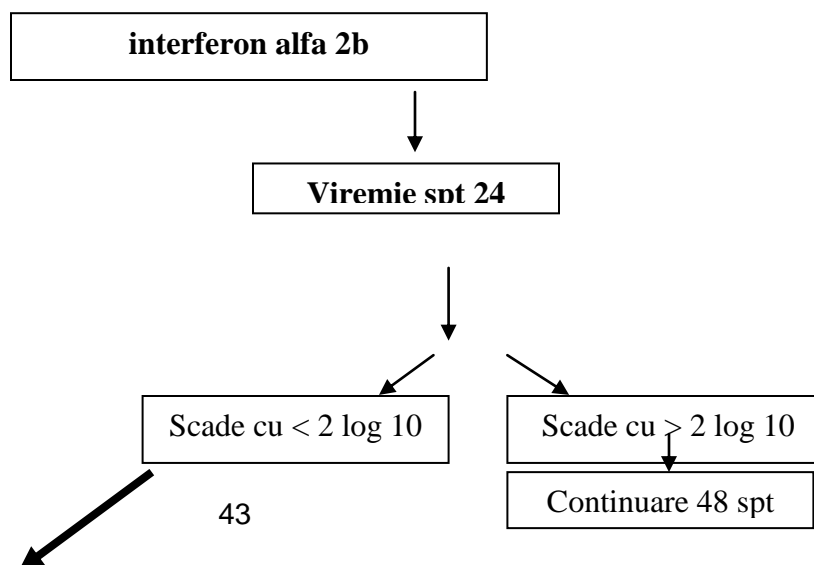 interferon alfa 2b
Viremie spt 24
Scade cu < 2 log 10
Scade cu > 2 log 10
43
Continuare 48 spt